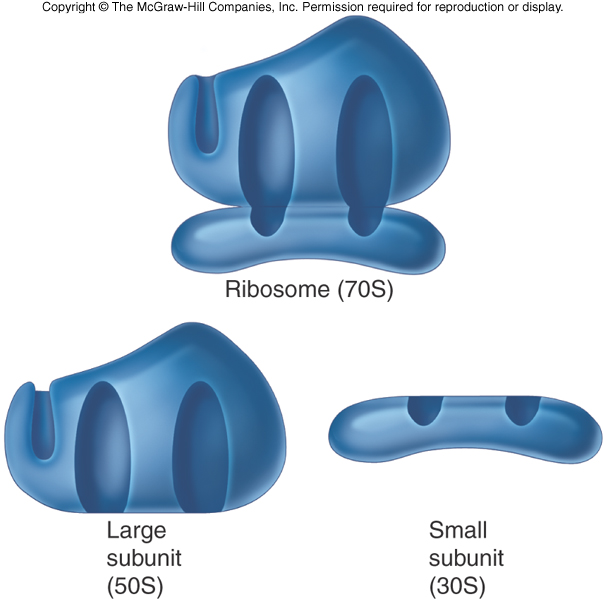 Copyright © The McGraw-Hill Companies, Inc. Permission required for reproduction or display.
Ribosome (70S)
Large
subunit
(50S)
Small
subunit
(30S)